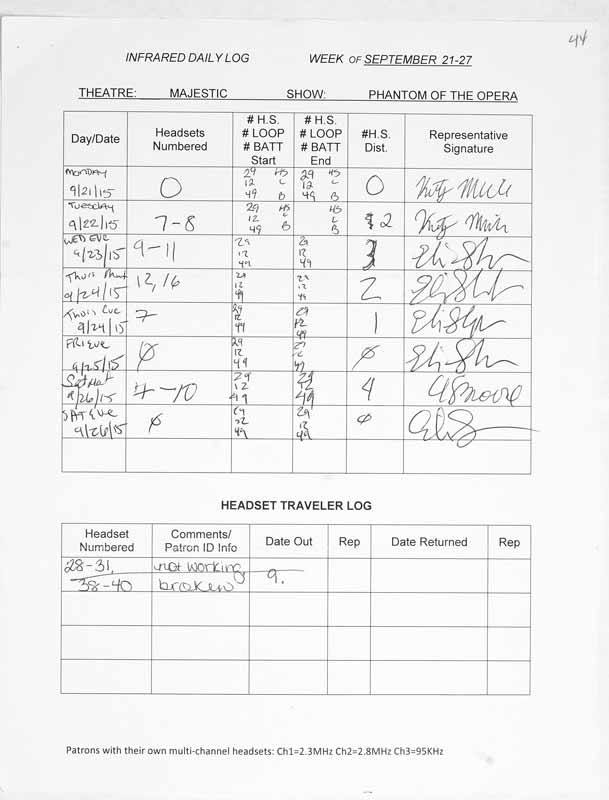 44
INFRARED DAILY LOG WEEK OF SEPTEMBER 21-27
THEATRE: MAJESTIC SHOW: PHANTOM OF THE OPERA
Day/Date Headsets Numbered # H.S. # LOOP # BATT Start # H.S. # LOOP # BATT End #H.S. Dist. Representative Signature
MONDAY 9/21/15 0 29 HS 12 L 49 B 29 HS 12 L 49 B 0
TUESDAY 9/22/15 7-8 29 HS 12 L 49 B HS L B 2
WED EVE 9/23/15 9-11 29 12 49 29 12 49 3
Thurs Mat 9/24/15 12, 16 29 12 49 29 12 49 2
Thurs Eve 9/24/15 7 29 12 49 29 12 49 1
FRI EVE 9/25/15 0 29 12 49 29 12 49 0
Sat Mat 9/26/15 7-10 29 12 49 29 12 49 4 Moore
SAT EVE 9/26/15 0 29 12 49 29 12 49 0
HEADSET TRAVELER LOG
Headset Numbered Comments/ Patron ID Info Date Out Rep Date Returned Rep
28-31, not working 9.
38-40 broken
Patrons with their own multi-channel headsets: Ch1=2.3MHz Ch2=2.8MHz Ch3=95KHz